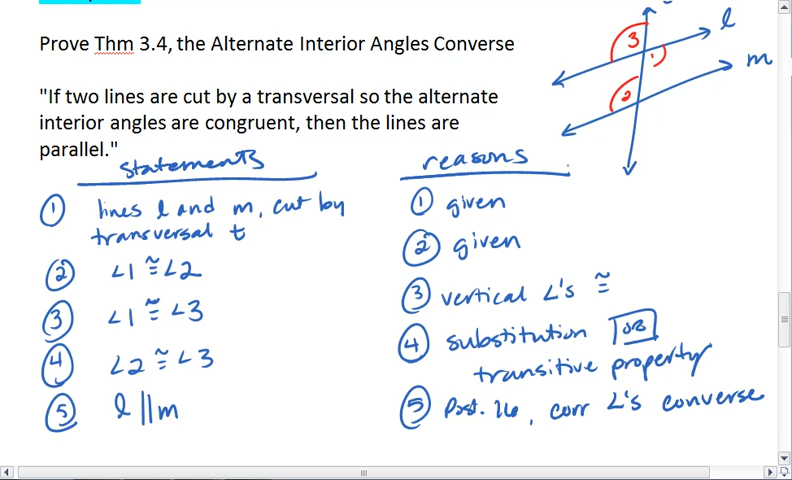 Prove Thm 3.4, the Alternate Interior Angles Converse
"If two lines are cut by a transversal so the alternate
interior angles are congruent, then the lines are
parallel."
3
1
2
l
m
statements
① lines l and m, cut by
transversal t
② ∠1 ≅ ∠2
③ ∠1 ≅ ∠3
④ ∠2 ≅ ∠3
⑤ l || m
reasons
① given
② given
③ vertical ∠'s ≅
④ substitution OR
transitive property
⑤ Post. 16, corr ∠'s converse